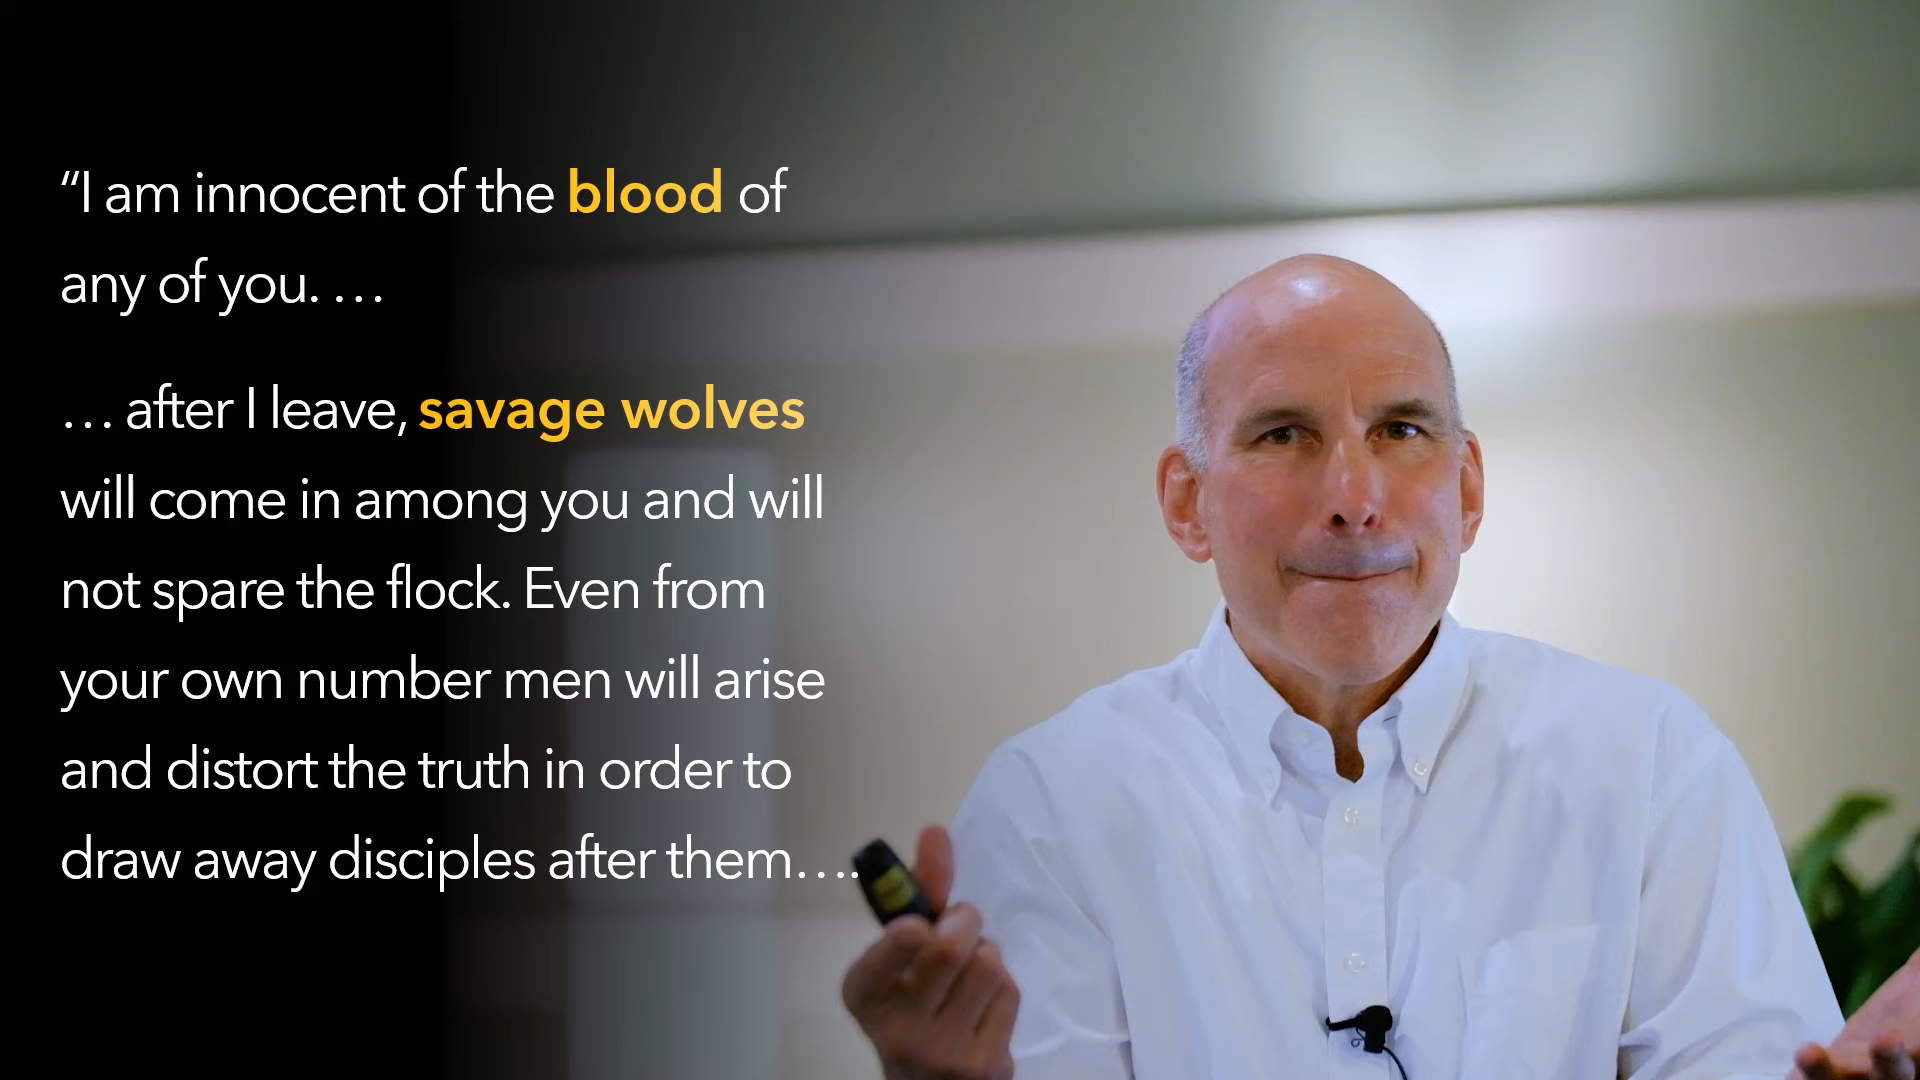 “I am innocent of the blood of
any of you. …
… after I leave, savage wolves
will come in among you and will
not spare the flock. Even from
your own number men will arise
and distort the truth in order to
draw away disciples after them….